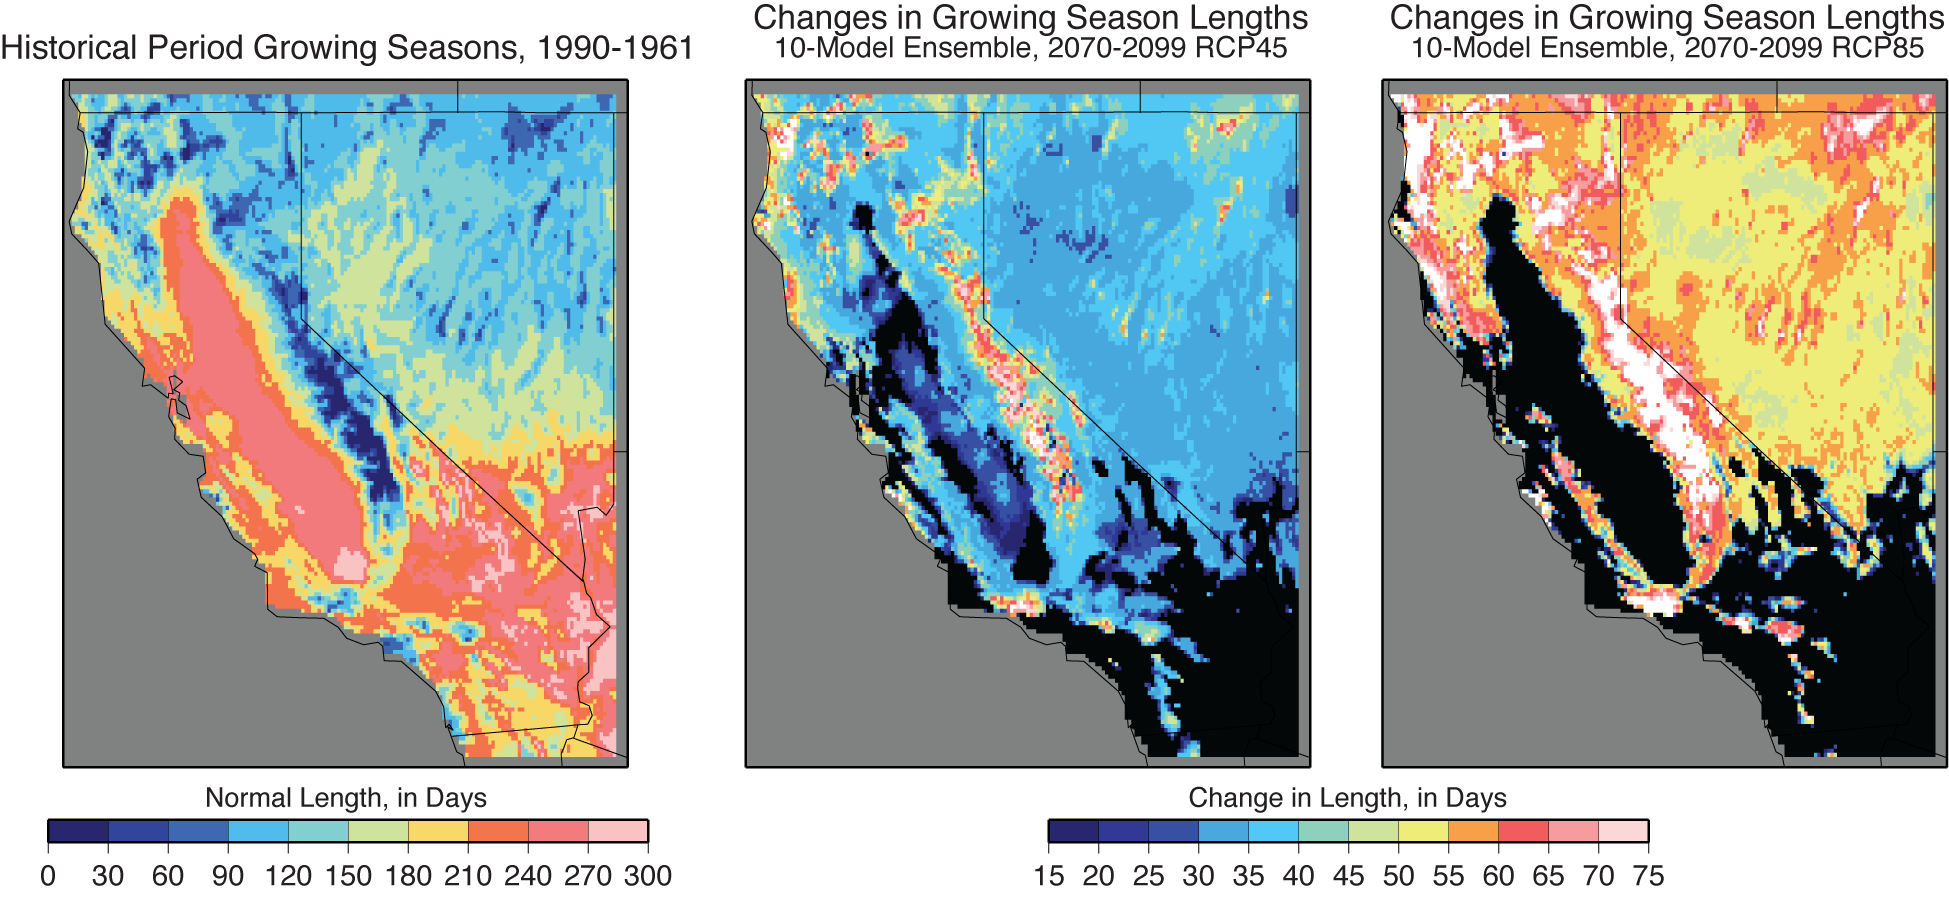 Historical Period Growing Seasons, 1990-1961
Changes in Growing Season Lengths
10-Model Ensemble, 2070-2099 RCP45
Changes in Growing Season Lengths
10-Model Ensemble, 2070-2099 RCP85
Normal Length, in Days
0 30 60 90 120 150 180 210 240 270 300
Change in Length, in Days
15 20 25 30 35 40 45 50 55 60 65 70 75